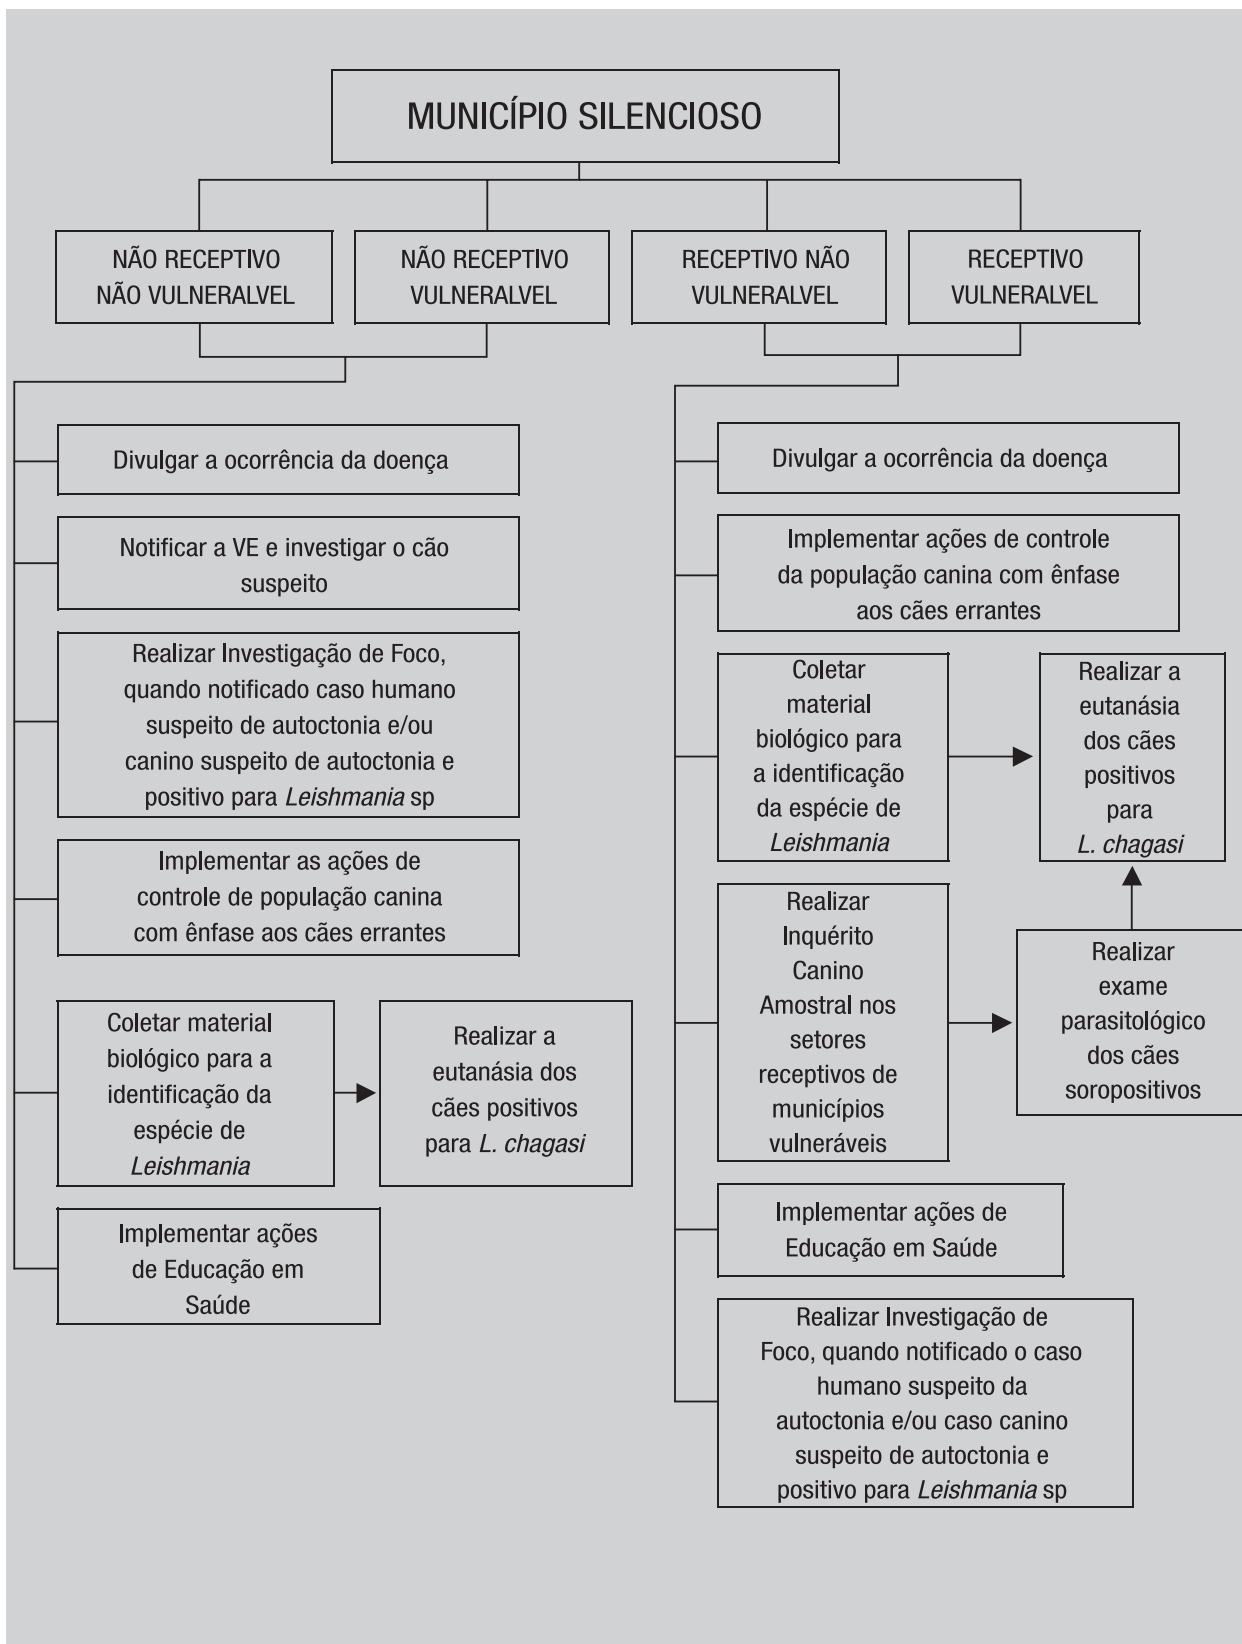 MUNICÍPIO SILENCIOSO
NÃO RECEPTIVO
NÃO VULNERALVEL
NÃO RECEPTIVO
VULNERALVEL
RECEPTIVO NÃO
VULNERALVEL
RECEPTIVO
VULNERALVEL
Divulgar a ocorrência da doença
Notificar a VE e investigar o cão
suspeito
Realizar Investigação de Foco,
quando notificado caso humano
suspeito de autoctonia e/ou
canino suspeito de autoctonia e
positivo para Leishmania sp
Implementar as ações de
controle de população canina
com ênfase aos cães errantes
Coletar material
biológico para a
identificação da
espécie de
Leishmania
Realizar a
eutanásia dos
cães positivos
para L. chagasi
Implementar ações
de Educação em
Saúde
Divulgar a ocorrência da doença
Implementar ações de controle
da população canina com ênfase
aos cães errantes
Coletar
material
biológico para
a identificação
da espécie de
Leishmania
Realizar a
eutanásia
dos cães
positivos
para
L. chagasi
Realizar
Inquérito
Canino
Amostral nos
setores
receptivos de
municípios
vulneráveis
Realizar
exame
parasitológico
dos cães
soropositivos
Implementar ações de
Educação em Saúde
Realizar Investigação de
Foco, quando notificado o caso
humano suspeito da
autoctonia e/ou caso canino
suspeito de autoctonia e
positivo para Leishmania sp